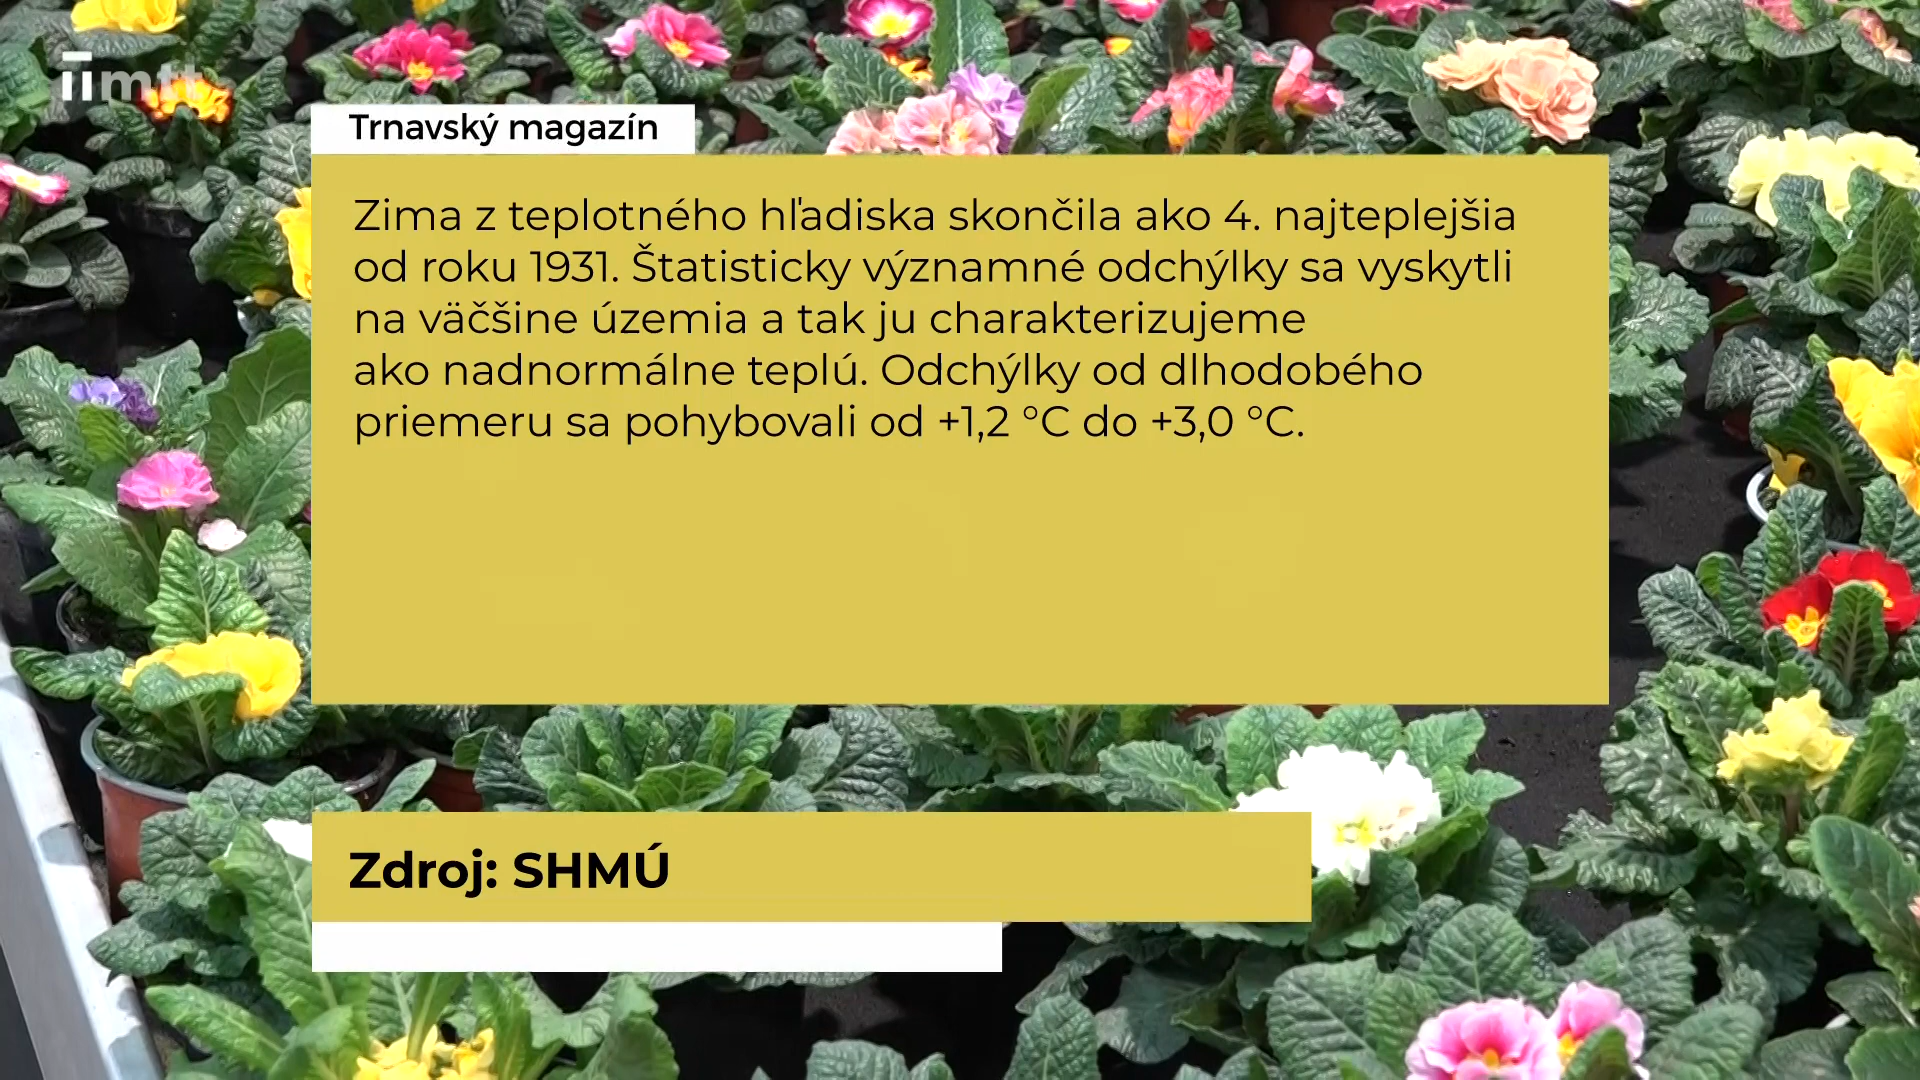 mtt
Trnavský magazín
Zima z teplotného hľadiska skončila ako 4. najteplejšia
od roku 1931. Štatisticky významné odchýlky sa vyskytli
na väčšine územia a tak ju charakterizujeme
ako nadnormálne teplú. Odchýlky od dlhodobého
priemeru sa pohybovali od +1,2 °C do +3,0 °C.
Zdroj: SHMÚ